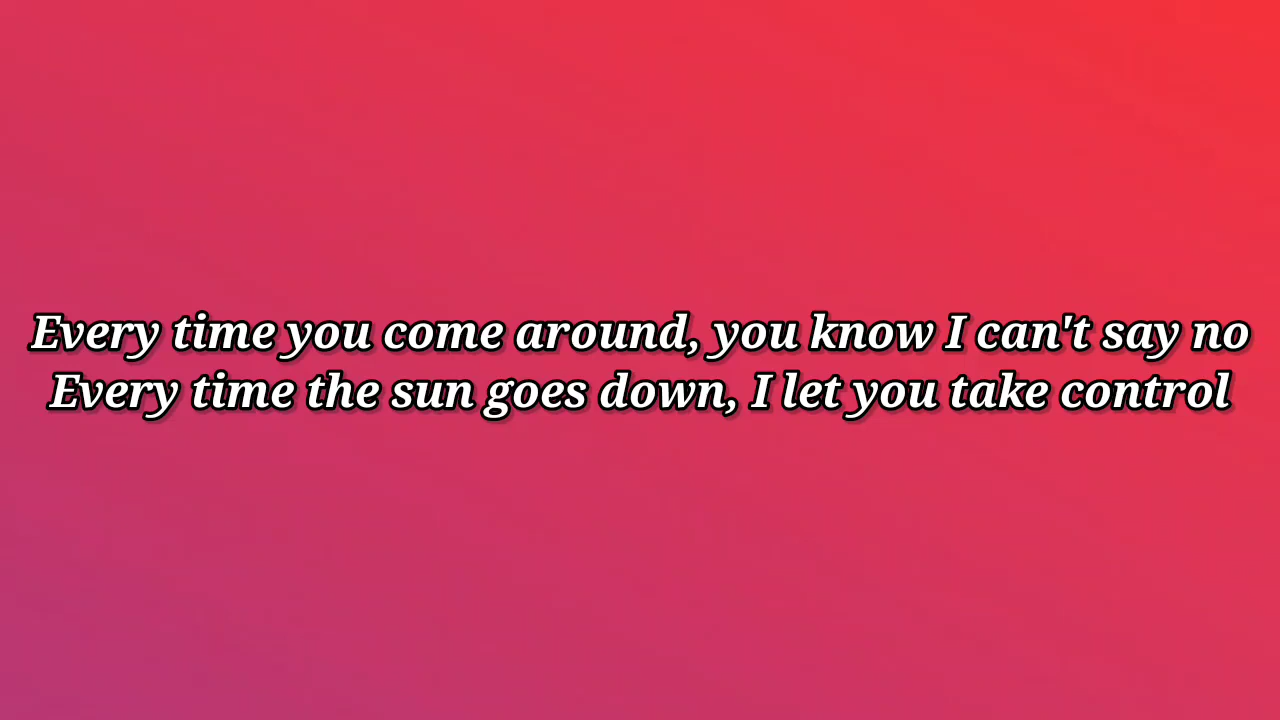 Every time you come around, you know I can't say no
Every time the sun goes down, I let you take control